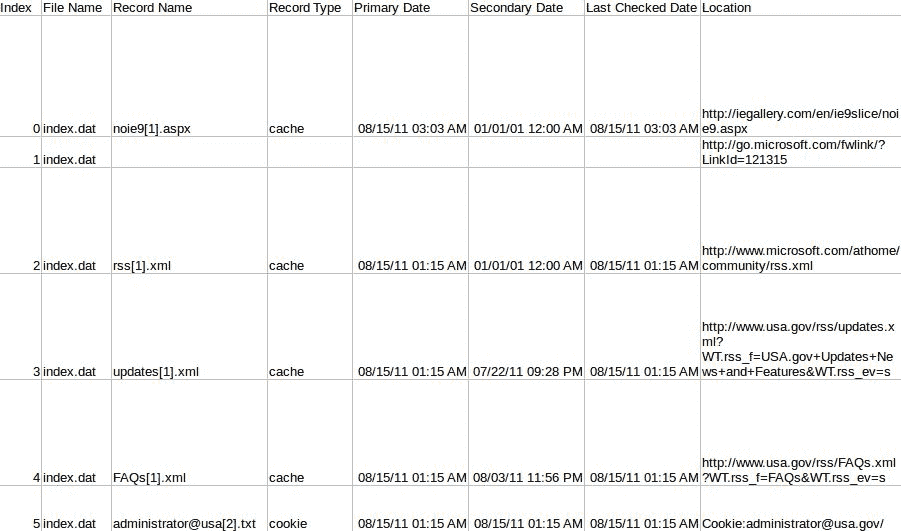 Index File Name Record Name Record Type Primary Date Secondary Date Last Checked Date Location
http://iegallery.com/en/ie9slice/noi
0 index.dat noie9[1].aspx cache 08/15/11 03:03 AM 01/01/01 12:00 AM 08/15/11 03:03 AM e9.aspx
http://go.microsoft.com/fwlink/?
1 index.dat LinkId=121315
http://www.microsoft.com/athome/
2 index.dat rss[1].xml cache 08/15/11 01:15 AM 01/01/01 12:00 AM 08/15/11 01:15 AM community/rss.xml
http://www.usa.gov/rss/updates.x
ml?
WT.rss_f=USA.gov+Updates+Ne
3 index.dat updates[1].xml cache 08/15/11 01:15 AM 07/22/11 09:28 PM 08/15/11 01:15 AM ws+and+Features&WT.rss_ev=s
http://www.usa.gov/rss/FAQs.xml
4 index.dat FAQs[1].xml cache 08/15/11 01:15 AM 08/03/11 11:56 PM 08/15/11 01:15 AM ?WT.rss_f=FAQs&WT.rss_ev=s
5 index.dat administrator@usa[2].txt cookie 08/15/11 01:15 AM 08/15/11 01:15 AM 08/15/11 01:15 AM Cookie:administrator@usa.gov/